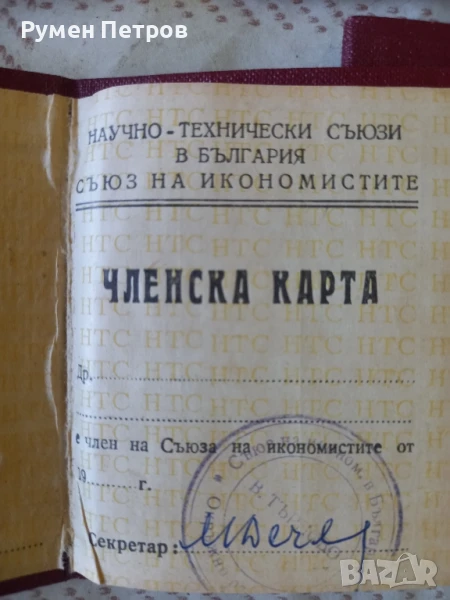 Румен Петров
НАУЧНО-ТЕХНИЧЕСКИ СЪЮЗИ
В БЪЛГАРИЯ
СЪЮЗ НА ИКОНОМИСТИТЕ
ЧЛЕНСКА КАРТА
Др.
е член на Съюза на икономистите от
19 г.
Секретар:
BAZAR